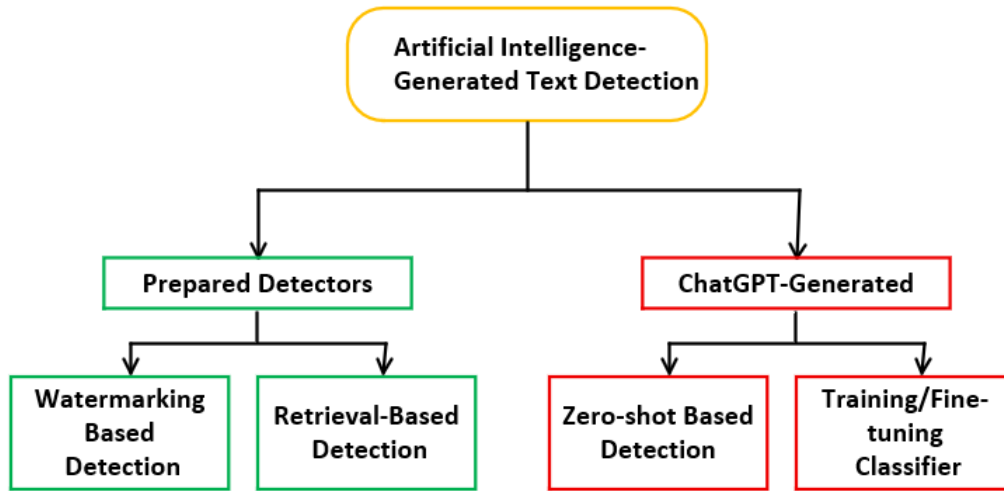 Artificial Intelligence-
Generated Text Detection
Prepared Detectors
ChatGPT-Generated
Watermarking
Based
Detection
Retrieval-Based
Detection
Zero-shot Based
Detection
Training/Fine-
tuning
Classifier